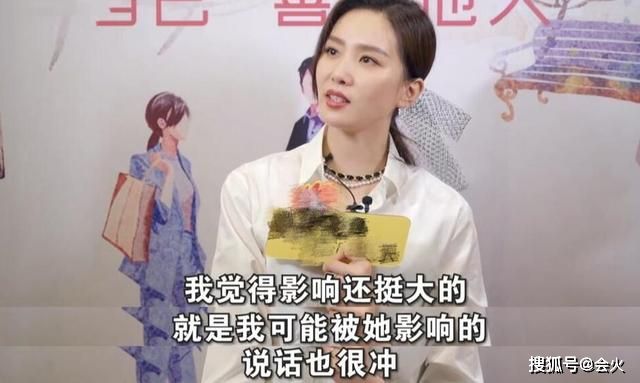 喜
我觉得影响还挺大的
就是我可能被她影响的
说话也很冲
搜狐号@会火